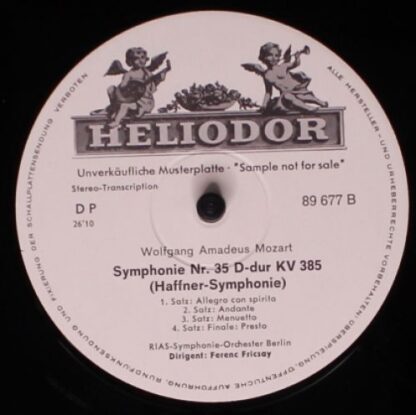 HELIODOR
Unverkäufliche Musterplatte · "Sample not for sale"
Stereo-Transcription
DP 89 677 B
26'10
Wolfgang Amadeus Mozart
Symphonie Nr. 35 D-dur KV 385
(Haffner-Symphonie)
1. Satz: Allegro con spirito
2. Satz: Andante
3. Satz: Menuetto
4. Satz: Finale: Presto
RIAS-Symphonie-Orchester Berlin
Dirigent: Ferenc Fricsay
ALLE HERSTELLER- UND URHEBERRECHTE VORBEHALTEN · ÜBERSPIELUNG, ÖFFENTLICHE AUFFÜHRUNG, RUNDFUNKSENDUNG UND FIXIERUNG DER SCHALLPLATTENSENDUNG VERBOTEN